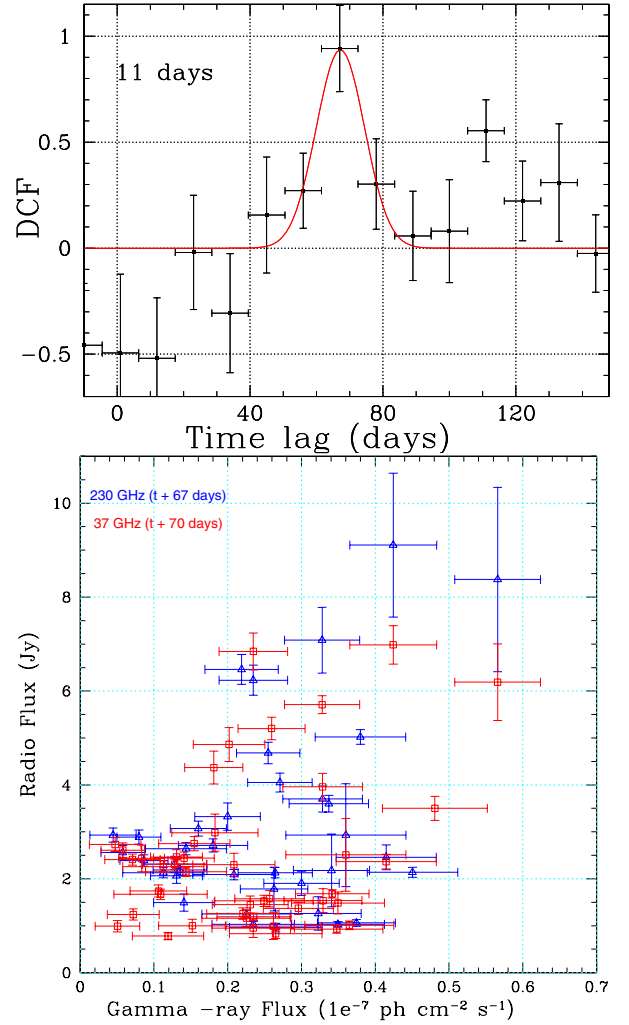 1
11 days
0.5
DCF
0
−0.5
0 40 80 120
Time lag (days)
10
230 GHz (t + 67 days)
37 GHz (t + 70 days)
8
6
Radio Flux (Jy)
4
2
0
0 0.1 0.2 0.3 0.4 0.5 0.6 0.7
Gamma −ray Flux (1e⁻⁷ ph cm⁻² s⁻¹)